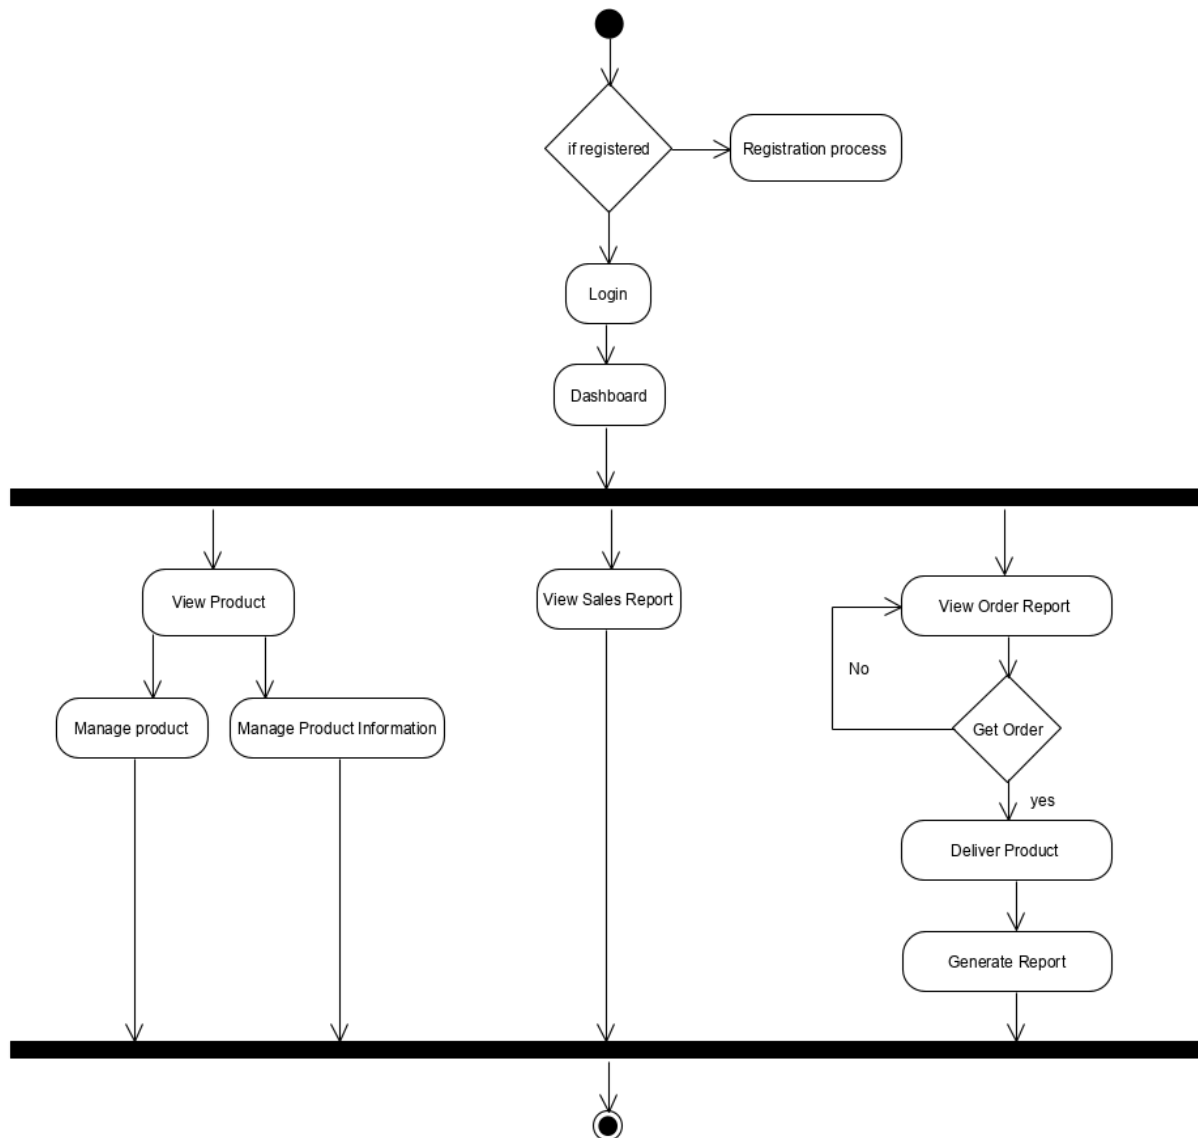 if registered
Registration process
Login
Dashboard
View Product
View Sales Report
View Order Report
No
Manage product
Manage Product Information
Get Order
yes
Deliver Product
Generate Report